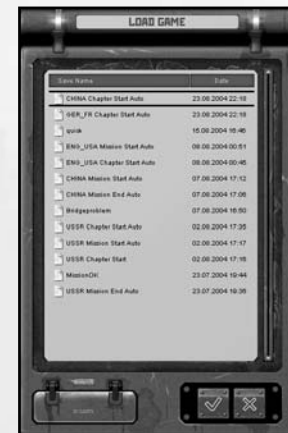 LOAD GAME
Save Name Date
CHINA Chapter Start Auto 23.08.2004 22:18
GER_FR Chapter Start Auto 23.08.2004 22:18
quick 15.08.2004 16:46
ENG_USA Mission Start Auto 08.08.2004 00:51
ENG_USA Chapter Start Auto 08.08.2004 00:46
CHINA Mission Start Auto 07.08.2004 17:12
CHINA Mission End Auto 07.08.2004 17:06
Bridgeproblem 07.08.2004 16:50
USSR Chapter Start Auto 02.08.2004 17:35
USSR Mission Start Auto 02.08.2004 17:17
USSR Chapter Start 02.08.2004 17:16
MissionOK 23.07.2004 19:44
USSR Mission End Auto 23.07.2004 19:36